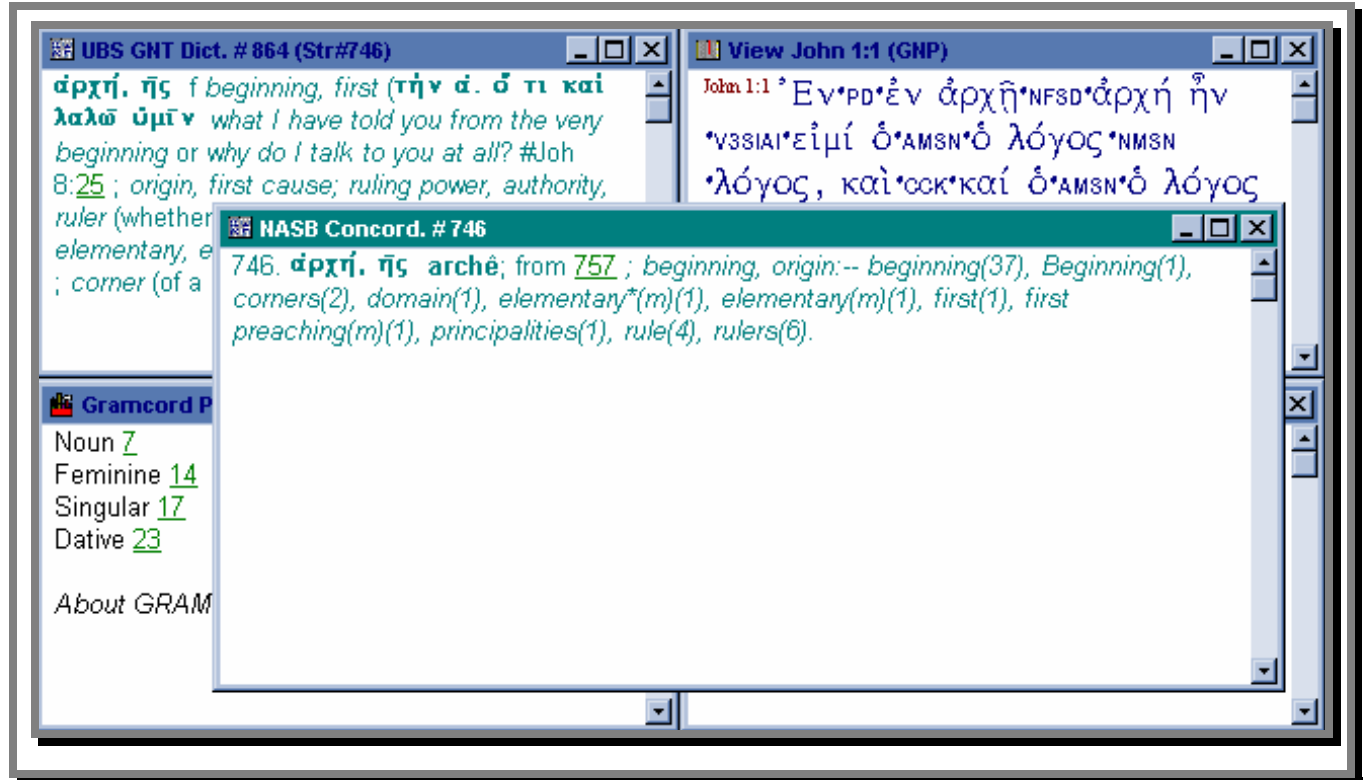 UBS GNT Dict. # 864 (Str#746)
ἀρχή, ῆς f beginning, first (τὴν ἀ. ὅ τι καὶ
λαλῶ ὑμῖν what I have told you from the very
beginning or why do I talk to you at all? #Joh
8:25 ; origin, first cause; ruling power, authority,
ruler (whether
elementary, e
; corner (of a
View John 1:1 (GNP)
John 1:1 Ἐν•PD•ἐν ἀρχῇ•NFSD•ἀρχή ἦν
•V3SIAI•εἰμί ὁ•AMSN•ὁ λόγος•NMSN
•λόγος, καὶ•CCK•καί ὁ•AMSN•ὁ λόγος
NASB Concord. # 746
746. ἀρχή, ῆς archê; from 757 ; beginning, origin:-- beginning(37), Beginning(1),
corners(2), domain(1), elementary*(m)(1), elementary(m)(1), first(1), first
preaching(m)(1), principalities(1), rule(4), rulers(6).
Gramcord P
Noun 7
Feminine 14
Singular 17
Dative 23
About GRAM